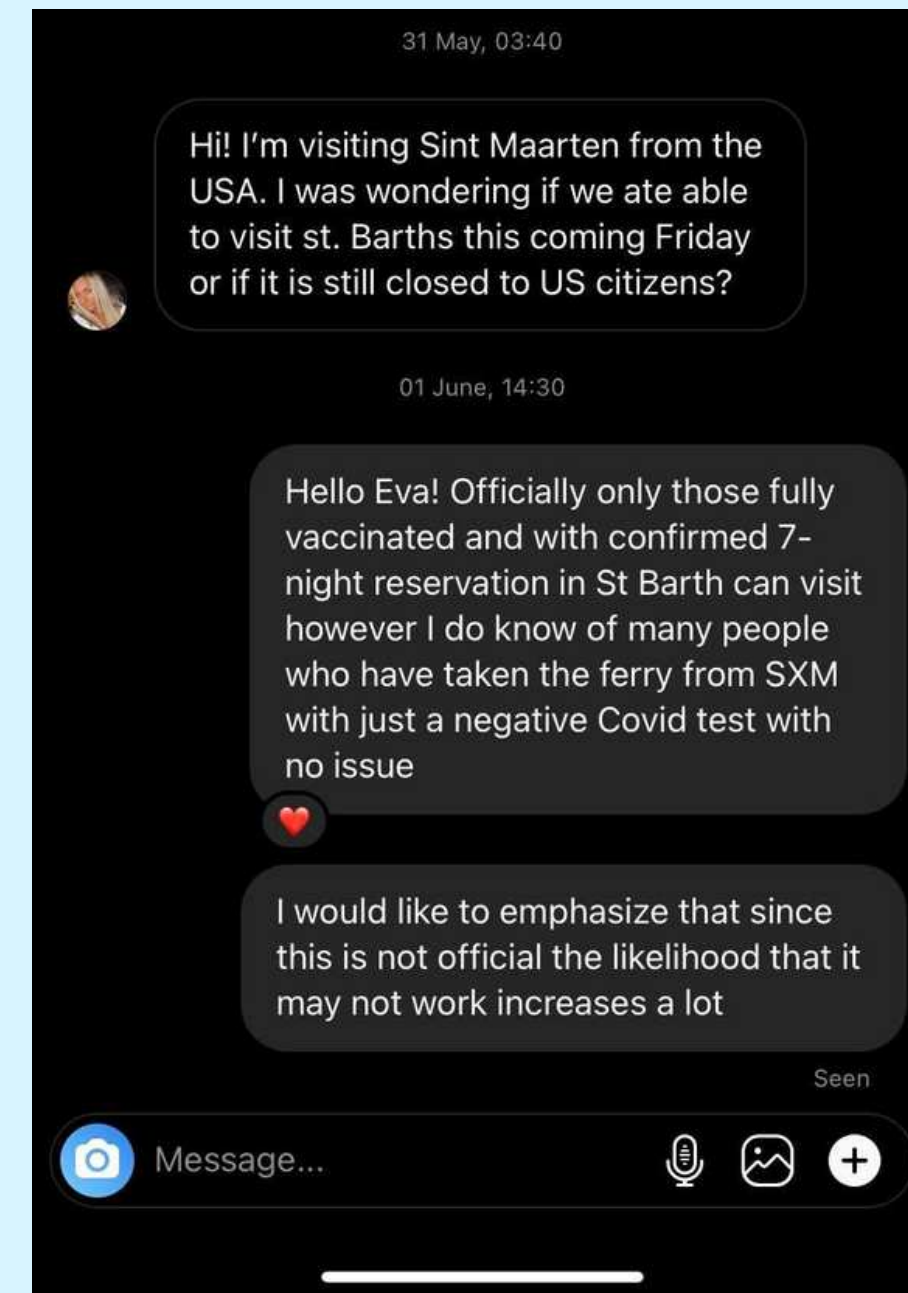 31 May, 03:40
Hi! I’m visiting Sint Maarten from the
USA. I was wondering if we ate able
to visit st. Barths this coming Friday
or if it is still closed to US citizens?
01 June, 14:30
Hello Eva! Officially only those fully
vaccinated and with confirmed 7-
night reservation in St Barth can visit
however I do know of many people
who have taken the ferry from SXM
with just a negative Covid test with
no issue
I would like to emphasize that since
this is not official the likelihood that it
may not work increases a lot
Seen
Message...